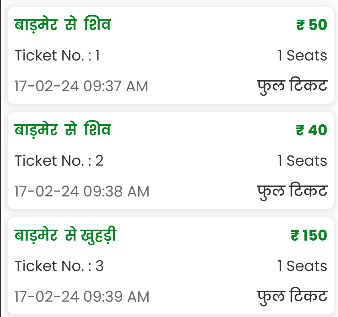 बाड़मेर से शिव ₹ 50
Ticket No. : 1 1 Seats
17-02-24 09:37 AM फुल टिकट
बाड़मेर से शिव ₹ 40
Ticket No. : 2 1 Seats
17-02-24 09:38 AM फुल टिकट
बाड़मेर से खुहड़ी ₹ 150
Ticket No. : 3 1 Seats
17-02-24 09:39 AM फुल टिकट